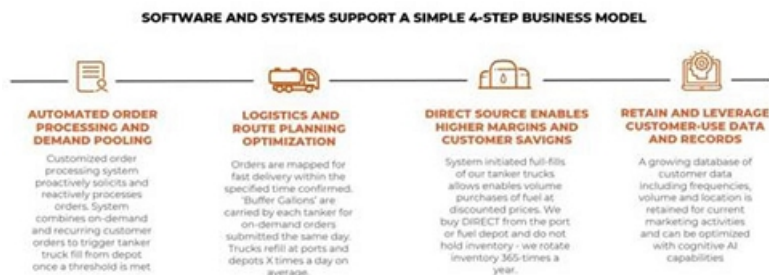 SOFTWARE AND SYSTEMS SUPPORT A SIMPLE 4-STEP BUSINESS MODEL
AUTOMATED ORDER
PROCESSING AND
DEMAND POOLING
Customized order
processing system
proactively solicits and
reactively processes
orders. System
combines on-demand
and recurring customer
orders to trigger tanker
truck fill from depot
once a threshold is met
LOGISTICS AND
ROUTE PLANNING
OPTIMIZATION
Orders are mapped for
fast delivery within the
specified time confirmed.
'Buffer Gallons' are
carried by each tanker for
on-demand orders
submitted the same day.
Trucks refill at ports and
depots X times a day on
average.
DIRECT SOURCE ENABLES
HIGHER MARGINS AND
CUSTOMER SAVIGNS
System initiated full-fills
of our tanker trucks
allows enables volume
purchases of fuel at
discounted prices. We
buy DIRECT from the port
or fuel depot and do not
hold inventory - we rotate
inventory 365-times a
year.
RETAIN AND LEVERAGE
CUSTOMER-USE DATA
AND RECORDS
A growing database of
customer data
including frequencies,
volume and location is
retained for current
marketing activities
and can be optimized
with cognitive AI
capabilities